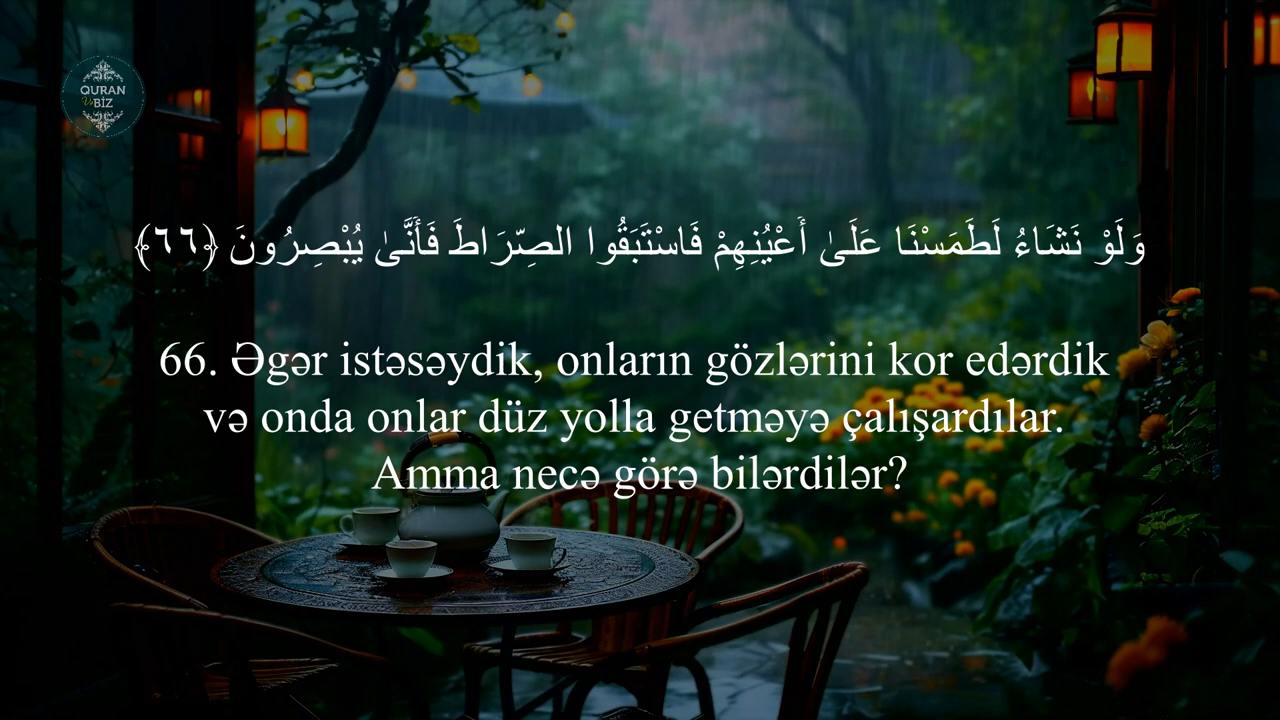 QURAN
Və
BİZ
وَلَوْ نَشَاءُ لَطَمَسْنَا عَلَىٰ أَعْيُنِهِمْ فَاسْتَبَقُوا الصِّرَاطَ فَأَنَّىٰ يُبْصِرُونَ ﴿٦٦﴾
66. Əgər istəsəydik, onların gözlərini kor edərdik
və onda onlar düz yolla getməyə çalışardılar.
Amma necə görə bilərdilər?